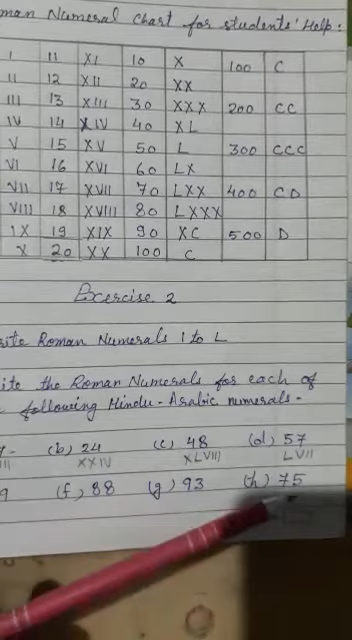 man Numeral Chart for students' Help:
I 11 XI 10 X 100 C
II 12 XII 20 XX
III 13 XIII 30 XXX 200 CC
IV 14 XIV 40 XL
V 15 XV 50 L 300 CCC
VI 16 XVI 60 LX
VII 17 XVII 70 LXX 400 CD
VIII 18 XVIII 80 LXXX
IX 19 XIX 90 XC 500 D
X 20 XX 100 C
Exercise 2
rite Roman Numerals 1 to L
ite the Roman Numerals for each of
following Hindu-Arabic numerals-
(b) 24 (c) 48 (d) 57
III XXIV XLVIII LVII
9 (f) 88 (g) 93 (h) 75